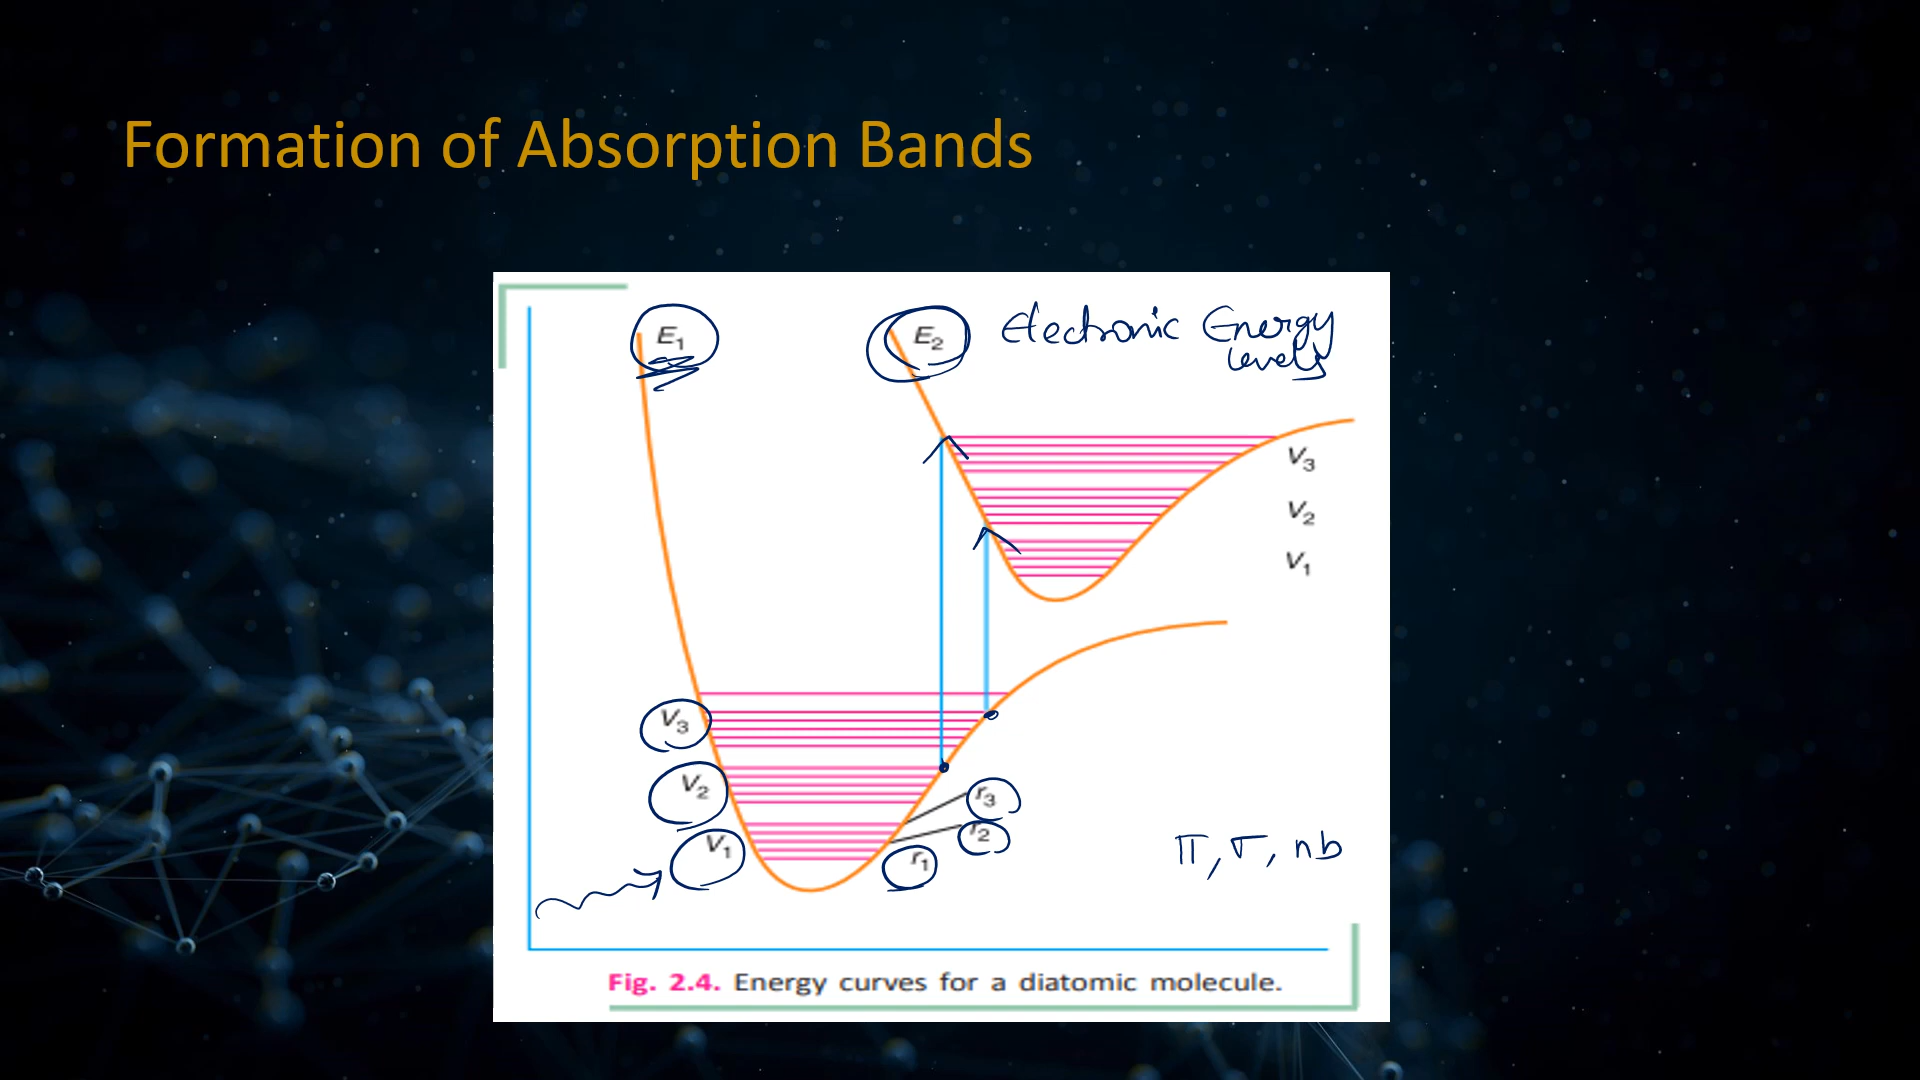 Formation of Absorption Bands
E₁
E₂
Electronic Energy
levels
V₃
V₂
V₁
V₃
V₂
V₁
r₃
r₂
r₁
π, σ, nb
Fig. 2.4. Energy curves for a diatomic molecule.